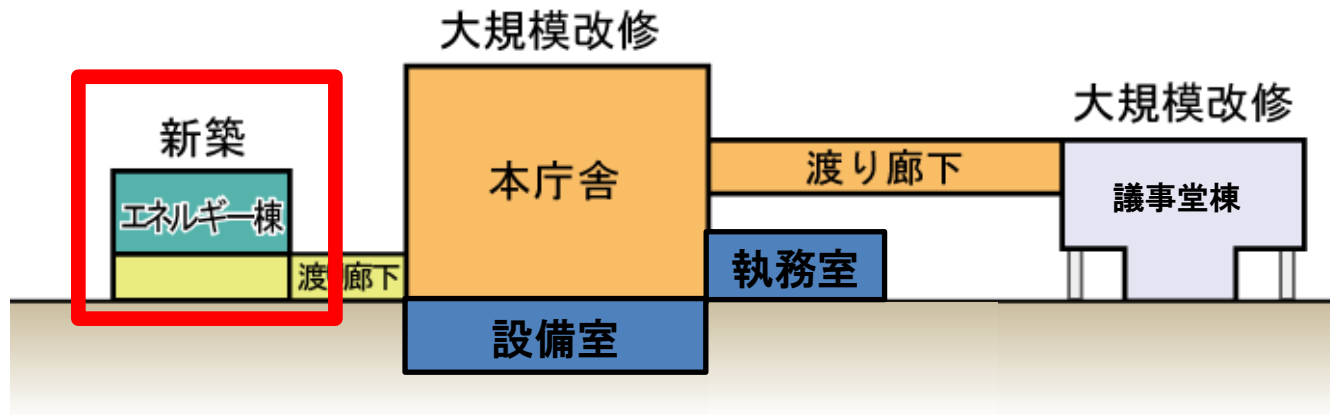 大規模改修
大規模改修
新築
渡り廊下
本庁舎
議事堂棟
エネルギー棟
執務室
渡り廊下
設備室